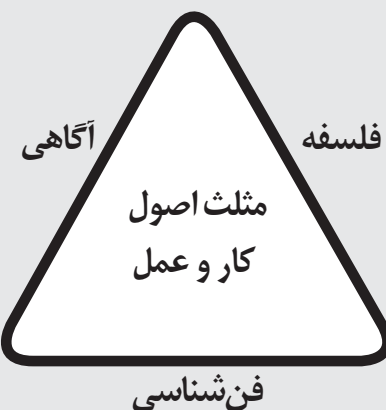 فلسفه
آگاهی
مثلث اصول
کار و عمل
فن‌شناسی